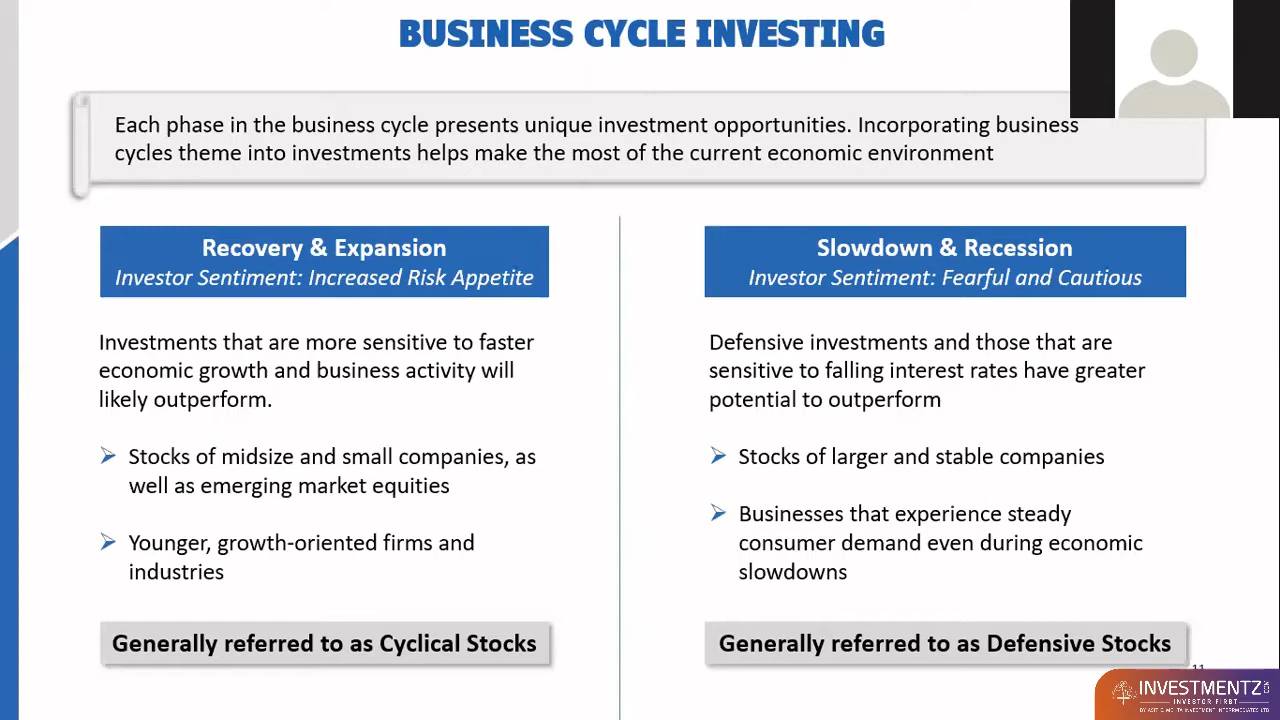 BUSINESS CYCLE INVESTING
Each phase in the business cycle presents unique investment opportunities. Incorporating business
cycles theme into investments helps make the most of the current economic environment
Recovery & Expansion
Investor Sentiment: Increased Risk Appetite
Investments that are more sensitive to faster
economic growth and business activity will
likely outperform.
Stocks of midsize and small companies, as
well as emerging market equities
Younger, growth-oriented firms and
industries
Generally referred to as Cyclical Stocks
Slowdown & Recession
Investor Sentiment: Fearful and Cautious
Defensive investments and those that are
sensitive to falling interest rates have greater
potential to outperform
Stocks of larger and stable companies
Businesses that experience steady
consumer demand even during economic
slowdowns
Generally referred to as Defensive Stocks
11
INVESTMENTZ
INVESTOR FIRST